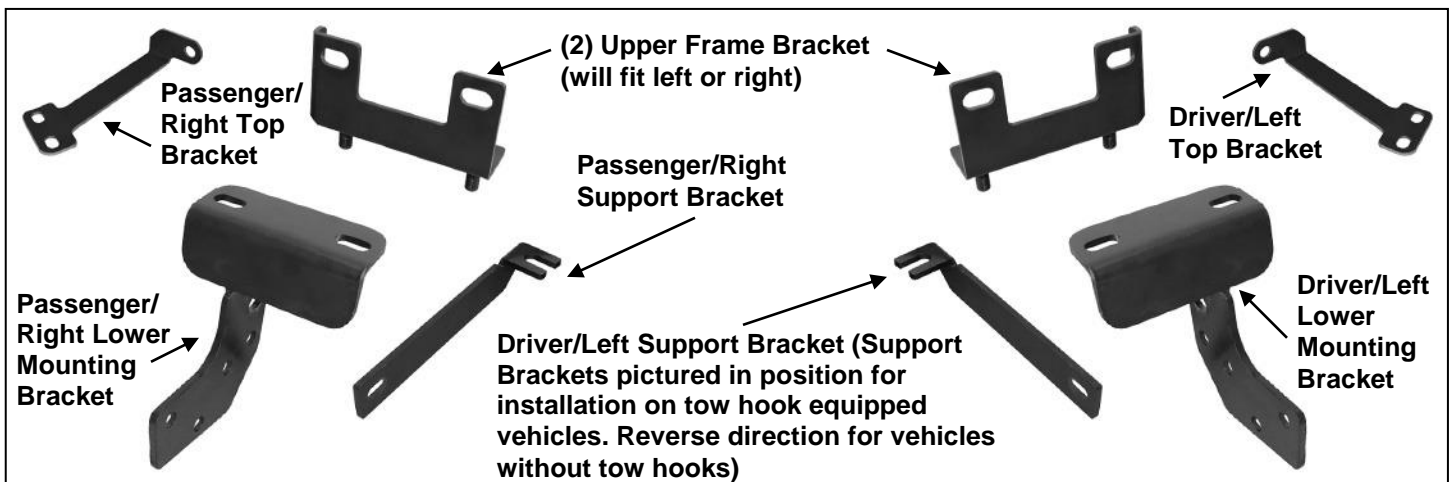 (2) Upper Frame Bracket
(will fit left or right)
Passenger/
Right Top
Bracket
Driver/Left
Top Bracket
Passenger/Right
Support Bracket
Passenger/
Right Lower
Mounting
Bracket
Driver/Left Support Bracket (Support
Brackets pictured in position for
installation on tow hook equipped
vehicles. Reverse direction for vehicles
without tow hooks)
Driver/Left
Lower
Mounting
Bracket